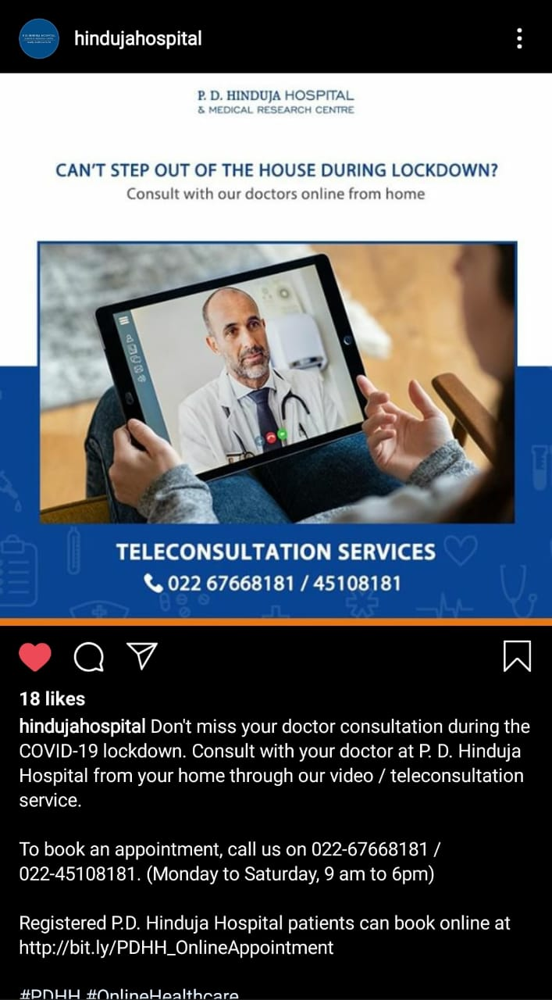 hindujahospital
P. D. HINDUJA HOSPITAL
& MEDICAL RESEARCH CENTRE
CAN'T STEP OUT OF THE HOUSE DURING LOCKDOWN?
Consult with our doctors online from home
TELECONSULTATION SERVICES
022 67668181 / 45108181
18 likes
hindujahospital Don't miss your doctor consultation during the
COVID-19 lockdown. Consult with your doctor at P. D. Hinduja
Hospital from your home through our video / teleconsultation
service.
To book an appointment, call us on 022-67668181 /
022-45108181. (Monday to Saturday, 9 am to 6pm)
Registered P.D. Hinduja Hospital patients can book online at
http://bit.ly/PDHH_OnlineAppointment
#PDHH #OnlineHealthcare